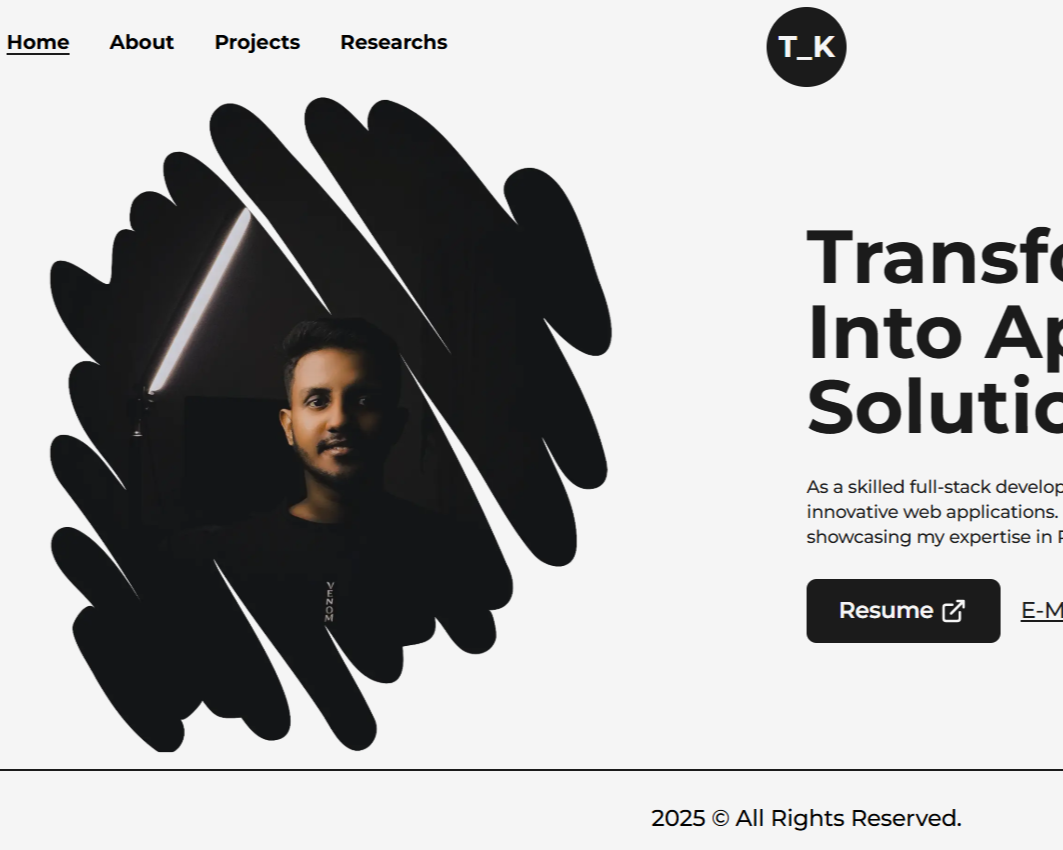 Home About Projects Researchs
T_K
VENOM
Transfo
Into Ap
Solutio
As a skilled full-stack develop
innovative web applications.
showcasing my expertise in
Resume E-M
2025 © All Rights Reserved.